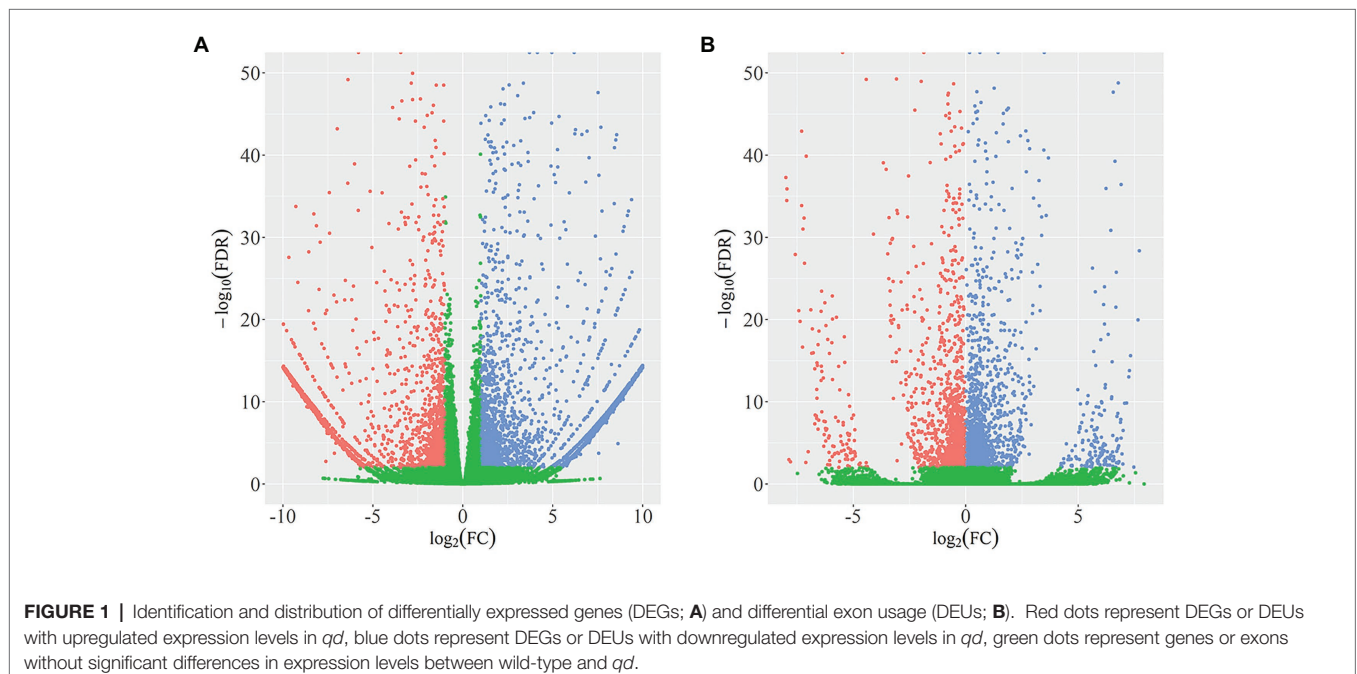 A
B
50
40
30
20
10
0
−log10(FDR)
-10
-5
0
5
10
log2(FC)
50
40
30
20
10
0
−log10(FDR)
-5
0
5
log2(FC)
FIGURE 1 | Identification and distribution of differentially expressed genes (DEGs; A) and differential exon usage (DEUs; B). Red dots represent DEGs or DEUs
with upregulated expression levels in qd, blue dots represent DEGs or DEUs with downregulated expression levels in qd, green dots represent genes or exons
without significant differences in expression levels between wild-type and qd.